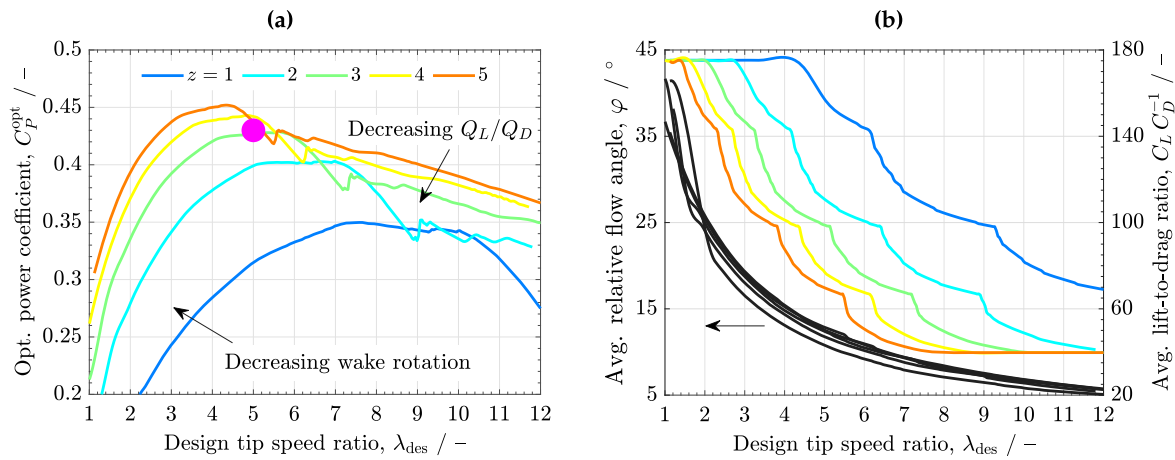 (a)
Opt. power coefficient, C_P^opt / –
0.5
0.45
0.4
0.35
0.3
0.25
0.2
z = 1
2
3
4
5
Decreasing Q_L/Q_D
Decreasing wake rotation
1 2 3 4 5 6 7 8 9 10 11 12
Design tip speed ratio, λ_des / –
(b)
Avg. relative flow angle, φ / °
45
35
25
15
5
180
140
100
60
20
Avg. lift-to-drag ratio, C_L C_D^-1 / –
1 2 3 4 5 6 7 8 9 10 11 12
Design tip speed ratio, λ_des / –